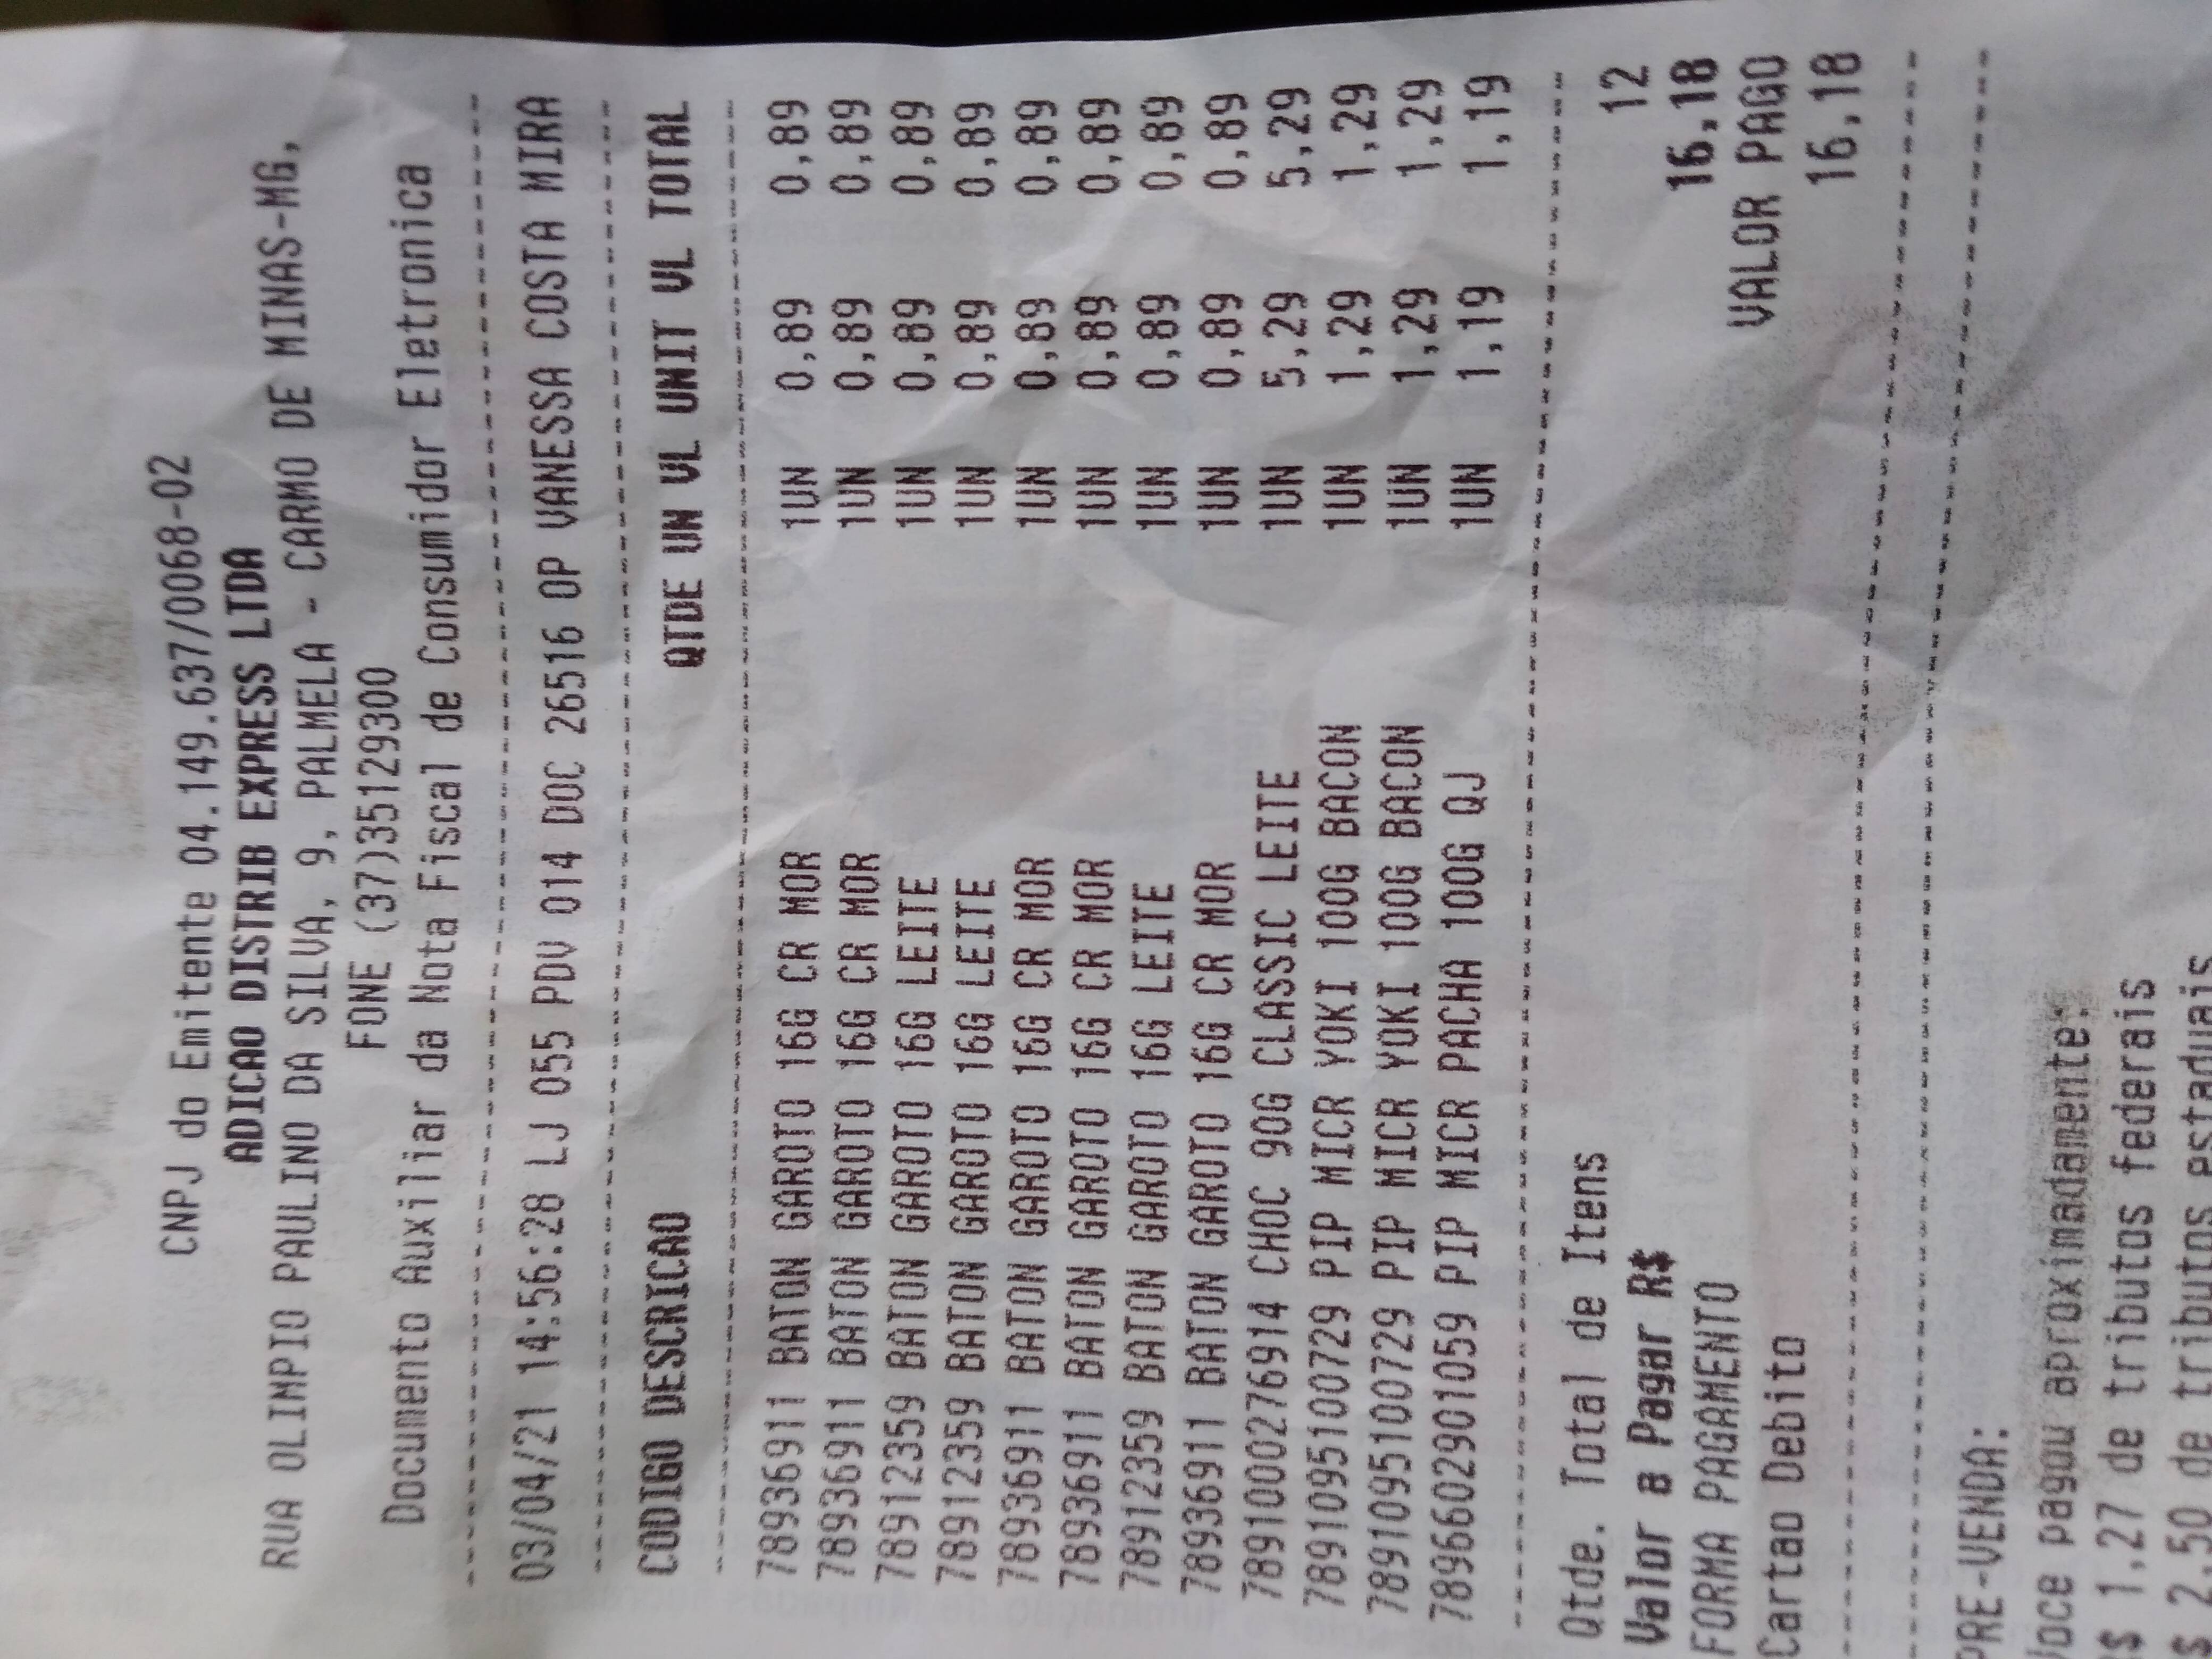 CNPJ do Emitente 04.149.637/0068-02
ADICAO DISTRIB EXPRESS LTDA
RUA OLIMPIO PAULINO DA SILVA, 9, PALMELA - CARMO DE MINAS-MG,
FONE (37)35129300
Documento Auxiliar da Nota Fiscal de Consumidor Eletronica
03/04/21 14:56:28 LJ 055 PDV 014 DOC 26516 OP VANESSA COSTA MIRA
CODIGO DESCRICAO QTDE UN VL UNIT VL TOTAL
78936911 BATON GAROTO 16G CR MOR 1UN 0,89 0,89
78936911 BATON GAROTO 16G CR MOR 1UN 0,89 0,89
78912359 BATON GAROTO 16G LEITE 1UN 0,89 0,89
78912359 BATON GAROTO 16G LEITE 1UN 0,89 0,89
78936911 BATON GAROTO 16G CR MOR 1UN 0,89 0,89
78936911 BATON GAROTO 16G CR MOR 1UN 0,89 0,89
78912359 BATON GAROTO 16G LEITE 1UN 0,89 0,89
78936911 BATON GAROTO 16G CR MOR 1UN 0,89 0,89
7891000276914 CHOC 90G CLASSIC LEITE 1UN 5,29 5,29
7891095100729 PIP MICR YOKI 100G BACON 1UN 1,29 1,29
7891095100729 PIP MICR YOKI 100G BACON 1UN 1,29 1,29
7896602901059 PIP MICR PACHA 100G QJ 1UN 1,19 1,19
Qtde. Total de Itens 12
Valor a Pagar R$ 16,18
FORMA PAGAMENTO VALOR PAGO
Cartao Debito 16,18
PRE-VENDA:
Voce pagou aproximadamente:
$ 1,27 de tributos federais
$ 2,50 de tributos estaduais